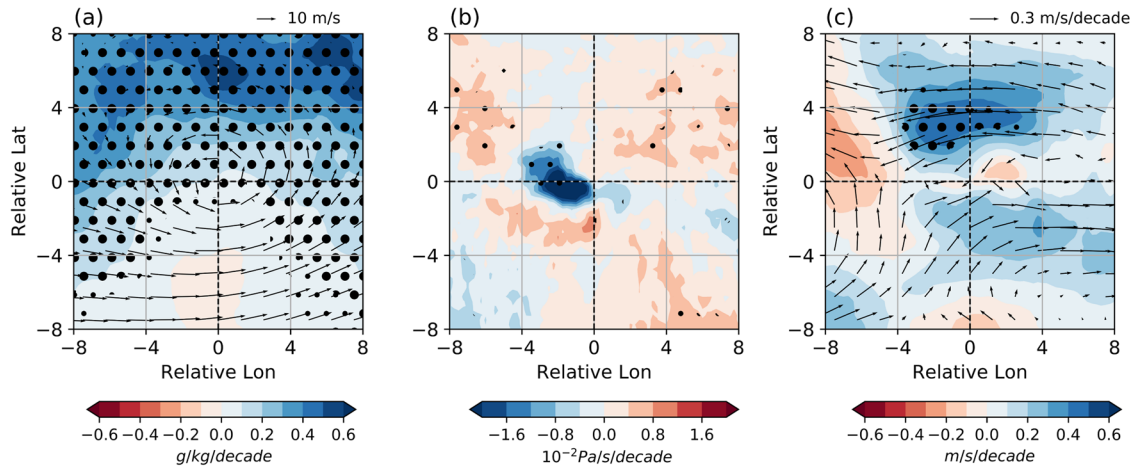 (a) 10 m/s (b) (c) 0.3 m/s/decade
8 8 8
4 4 4
0 0 0
−4 −4 −4
−8 −8 −8
Relative Lat Relative Lat
−8 −4 0 4 8 −8 −4 0 4 8 −8 −4 0 4 8
Relative Lon Relative Lon Relative Lon
−0.6 −0.4 −0.2 0.0 0.2 0.4 0.6 −1.6 −0.8 0.0 0.8 1.6 −0.6 −0.4 −0.2 0.0 0.2 0.4 0.6
g/kg/decade 10⁻²Pa/s/decade m/s/decade